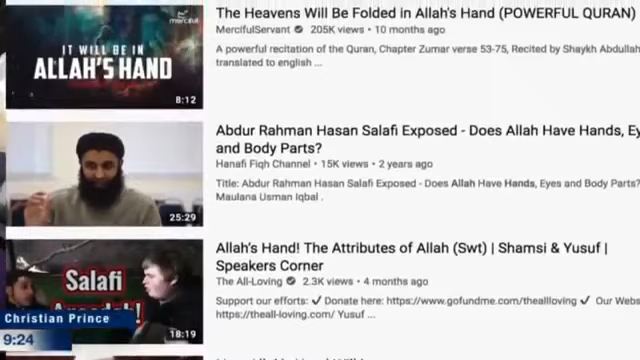 The Heavens Will Be Folded in Allah's Hand (POWERFUL QURAN)
MercifulServant 205K views • 10 months ago
A powerful recitation of the Quran, Chapter Zumar verse 53-75, Recited by Shaykh Abdullah
translated to english ...
merciful
IT WILL BE IN
ALLAH'S HAND
8:12
Abdur Rahman Hasan Salafi Exposed - Does Allah Have Hands, Ey
and Body Parts?
Hanafi Fiqh Channel • 15K views • 2 years ago
Title: Abdur Rahman Hasan Salafi Exposed - Does Allah Have Hands, Eyes and Body Parts?
Maulana Usman Iqbal .
25:29
Allah's Hand! The Attributes of Allah (Swt) | Shamsi & Yusuf |
Speakers Corner
The All-Loving 2.3K views • 4 months ago
Support our efforts: ✓ Donate here: https://www.gofundme.com/theallloving ✓ Our Webs
https://theall-loving.com/ Yusuf ...
Salafi
18:19
Christian Prince
9:24